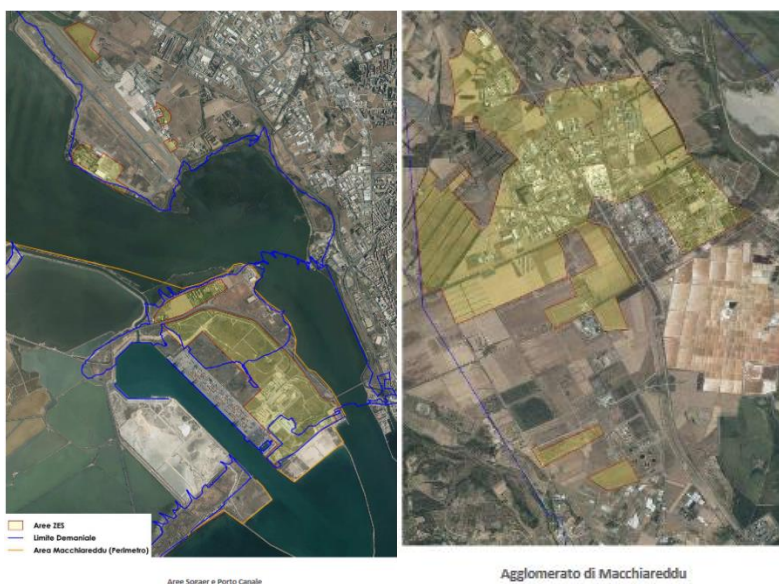 Aree ZES
Limite Demaniale
Area Macchiareddu (Perimetro)
Aree Sogaer e Porto Canale
Agglomerato di Macchiareddu